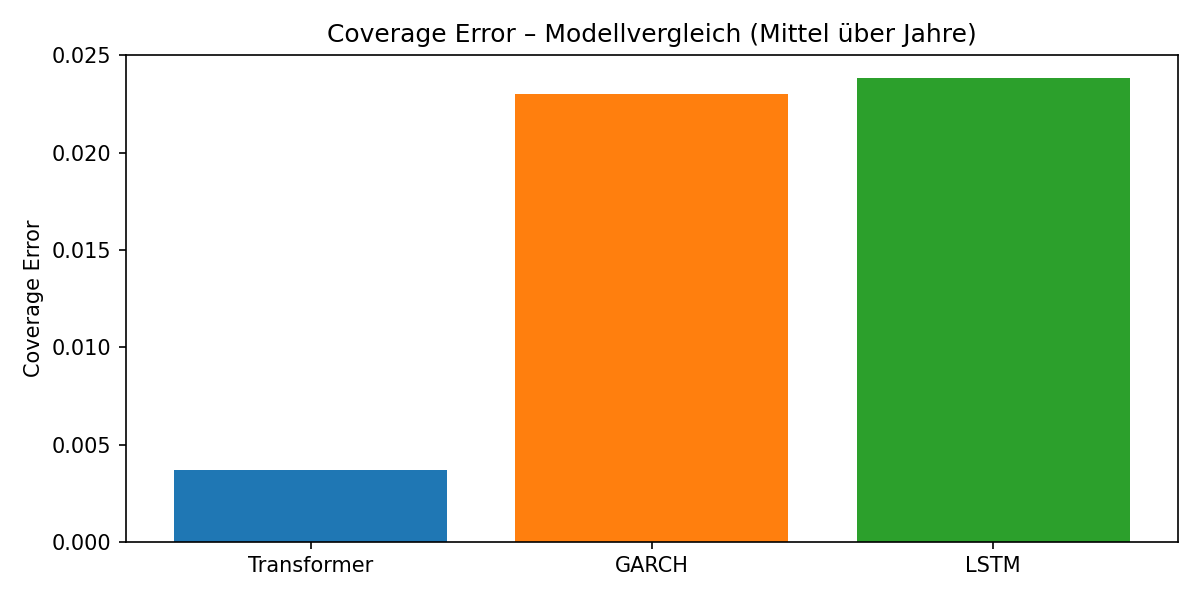 Coverage Error – Modellvergleich (Mittel über Jahre)
Coverage Error
0.025
0.020
0.015
0.010
0.005
0.000
Transformer
GARCH
LSTM